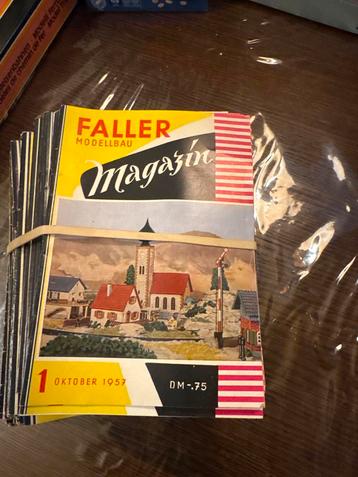 FALLER
MODELLBAU
Magazin
1 OKTOBER 1957
DM -.75